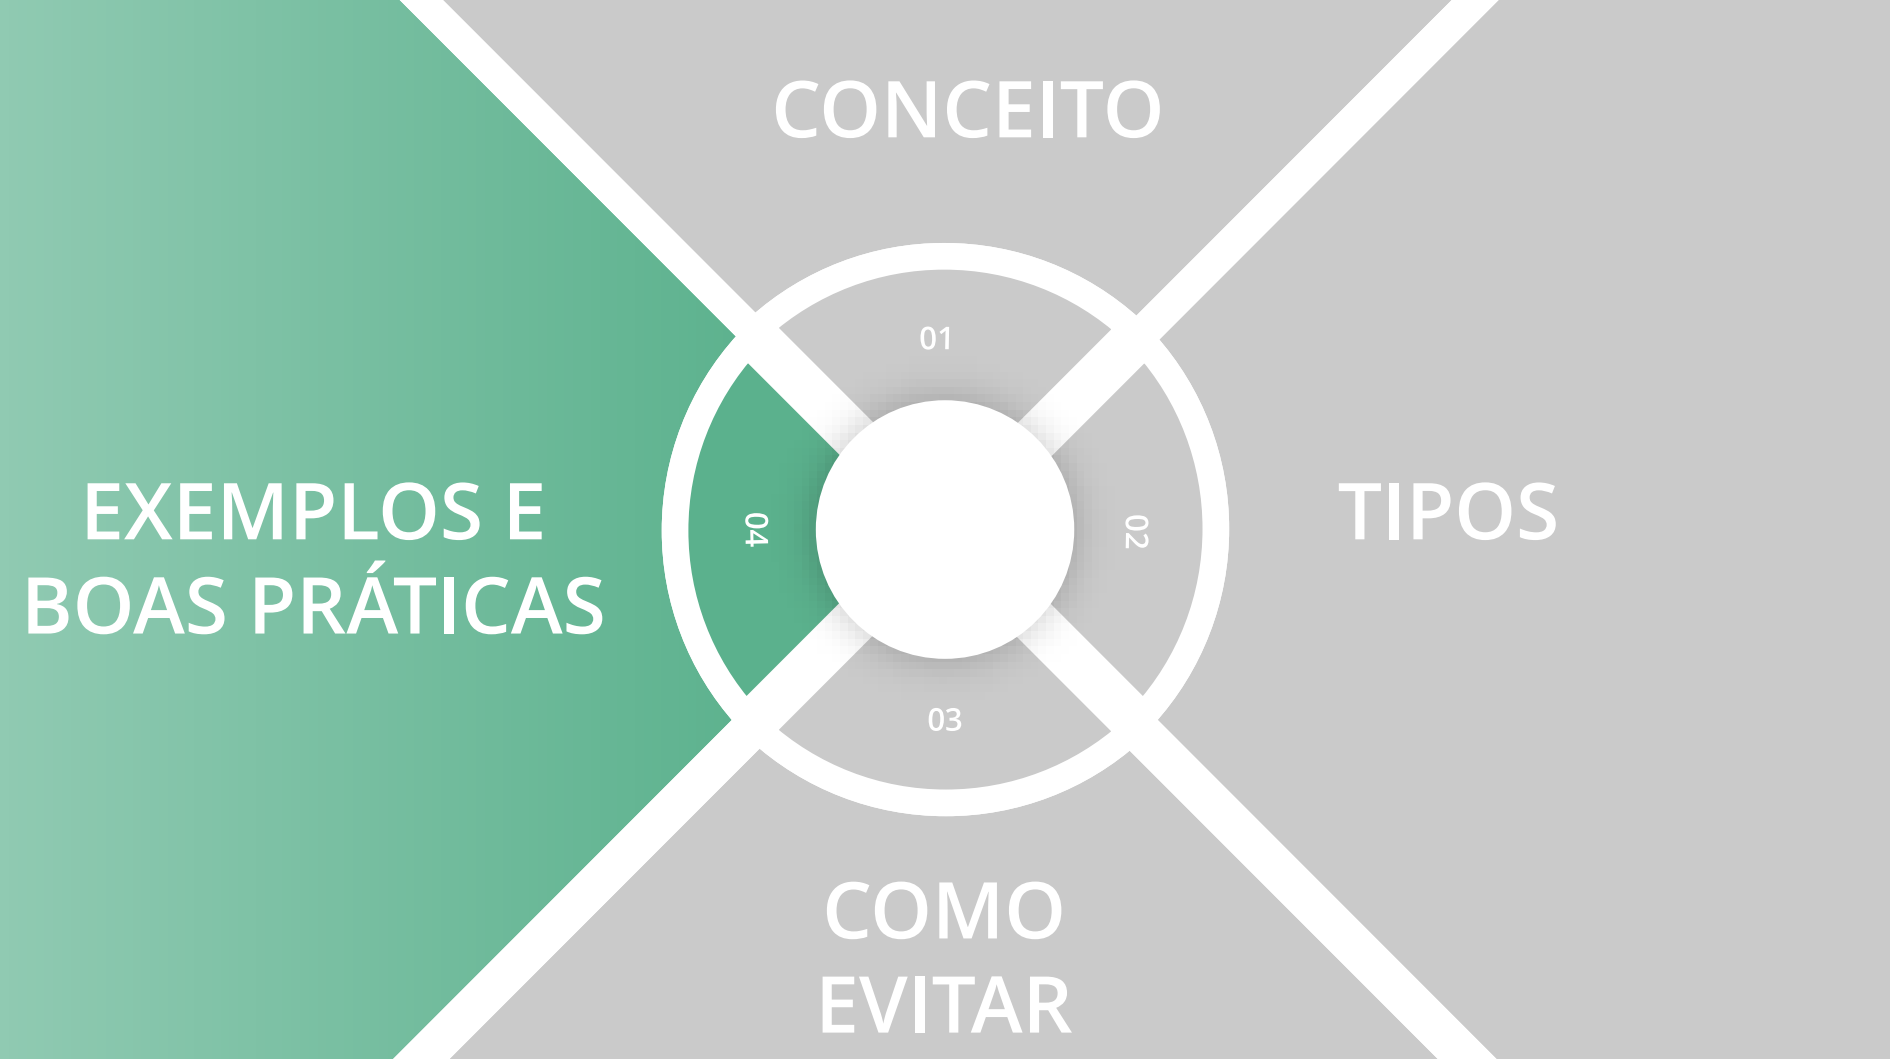 CONCEITO
01
EXEMPLOS E
BOAS PRÁTICAS
04
02
TIPOS
03
COMO
EVITAR